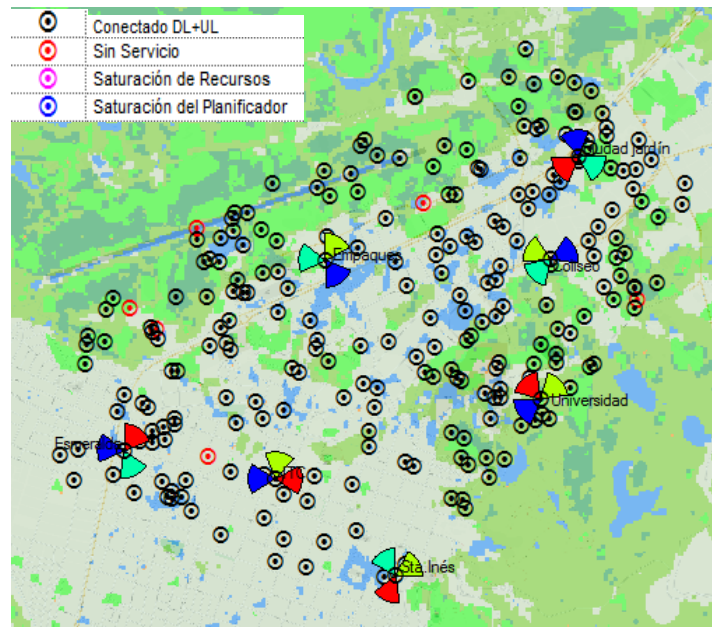 Conectado DL+UL
Sin Servicio
Saturación de Recursos
Saturación del Planificador
Ciudad jardín
Empaques
Coliseo
Universidad
Esmeralda
Sta.Inés